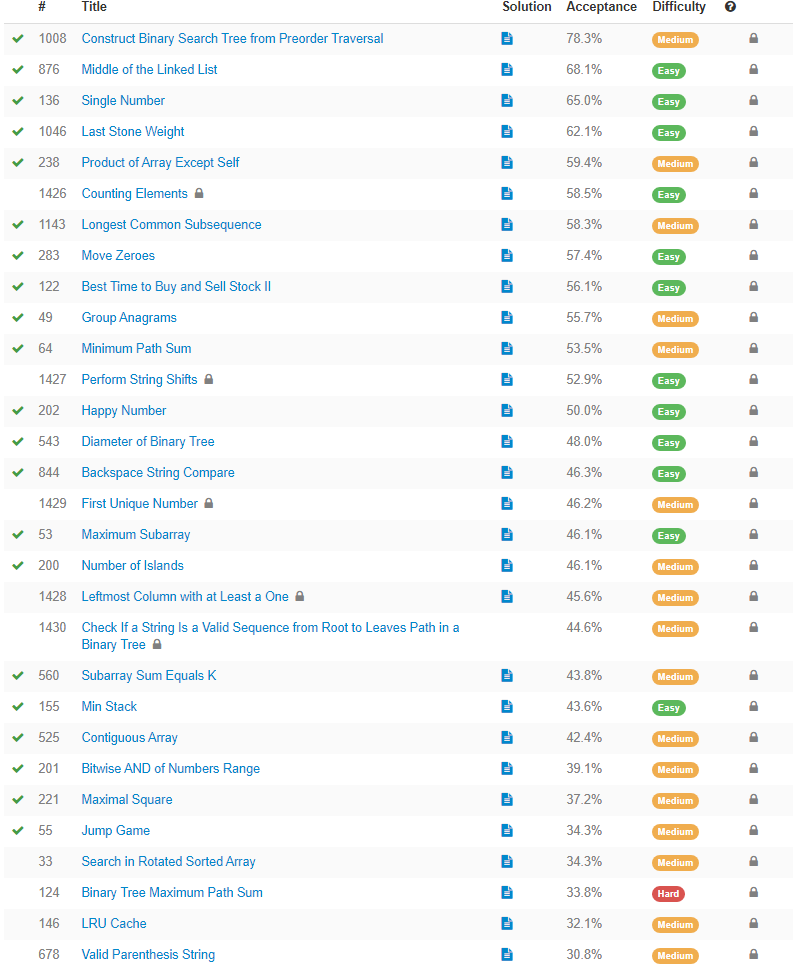 # Title Solution Acceptance Difficulty
1008 Construct Binary Search Tree from Preorder Traversal 78.3% Medium
876 Middle of the Linked List 68.1% Easy
136 Single Number 65.0% Easy
1046 Last Stone Weight 62.1% Easy
238 Product of Array Except Self 59.4% Medium
1426 Counting Elements 58.5% Easy
1143 Longest Common Subsequence 58.3% Medium
283 Move Zeroes 57.4% Easy
122 Best Time to Buy and Sell Stock II 56.1% Easy
49 Group Anagrams 55.7% Medium
64 Minimum Path Sum 53.5% Medium
1427 Perform String Shifts 52.9% Easy
202 Happy Number 50.0% Easy
543 Diameter of Binary Tree 48.0% Easy
844 Backspace String Compare 46.3% Easy
1429 First Unique Number 46.2% Medium
53 Maximum Subarray 46.1% Easy
200 Number of Islands 46.1% Medium
1428 Leftmost Column with at Least a One 45.6% Medium
1430 Check If a String Is a Valid Sequence from Root to Leaves Path in a 44.6% Medium
Binary Tree
560 Subarray Sum Equals K 43.8% Medium
155 Min Stack 43.6% Easy
525 Contiguous Array 42.4% Medium
201 Bitwise AND of Numbers Range 39.1% Medium
221 Maximal Square 37.2% Medium
55 Jump Game 34.3% Medium
33 Search in Rotated Sorted Array 34.3% Medium
124 Binary Tree Maximum Path Sum 33.8% Hard
146 LRU Cache 32.1% Medium
678 Valid Parenthesis String 30.8% Medium